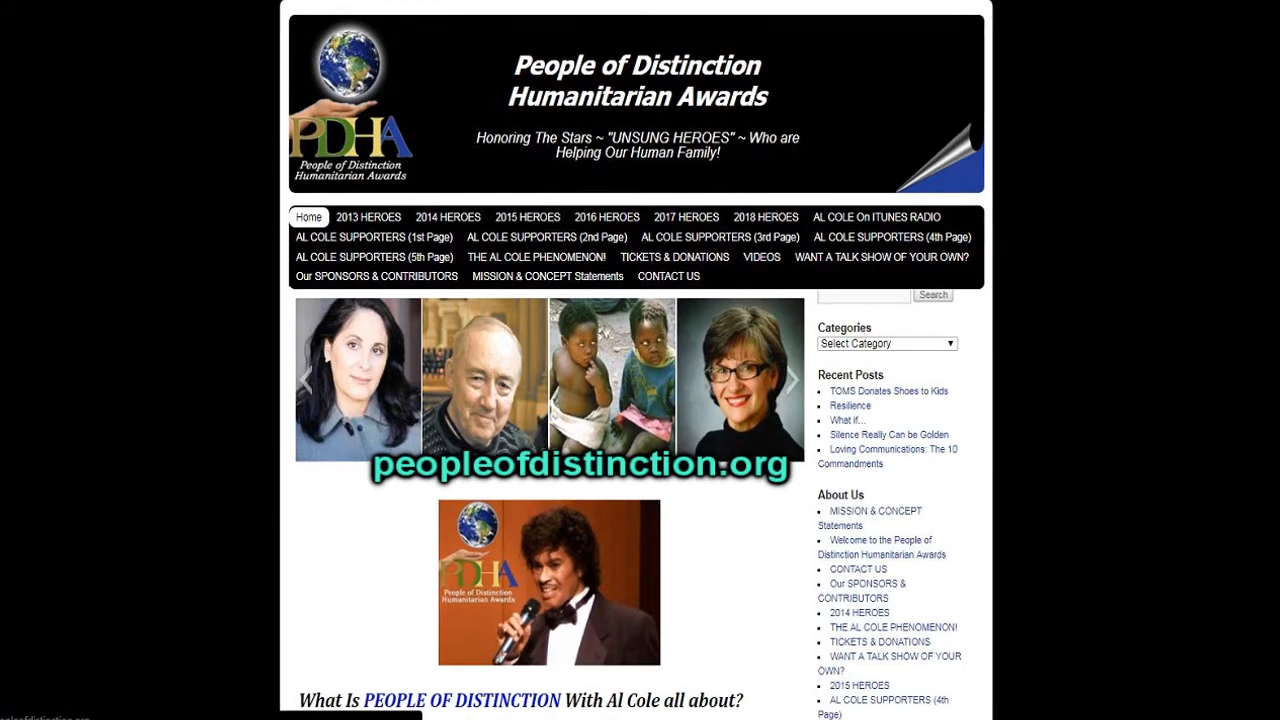 People of Distinction
Humanitarian Awards
Honoring The Stars ~ "UNSUNG HEROES" ~ Who are
Helping Our Human Family!
PDHA
People of Distinction
Humanitarian Awards
Home 2013 HEROES 2014 HEROES 2015 HEROES 2016 HEROES 2017 HEROES 2018 HEROES AL COLE On ITUNES RADIO
AL COLE SUPPORTERS (1st Page) AL COLE SUPPORTERS (2nd Page) AL COLE SUPPORTERS (3rd Page) AL COLE SUPPORTERS (4th Page)
AL COLE SUPPORTERS (5th Page) THE AL COLE PHENOMENON! TICKETS & DONATIONS VIDEOS WANT A TALK SHOW OF YOUR OWN?
Our SPONSORS & CONTRIBUTORS MISSION & CONCEPT Statements CONTACT US
peopleofdistinction.org
PDHA
People of Distinction
Humanitarian Awards
What Is PEOPLE OF DISTINCTION With Al Cole all about?
Search
Categories
Select Category
Recent Posts
TOMS Donates Shoes to Kids
Resilience
What if...
Silence Really Can be Golden
Loving Communications: The 10
Commandments
About Us
MISSION & CONCEPT
Statements
Welcome to the People of
Distinction Humanitarian Awards
CONTACT US
Our SPONSORS &
CONTRIBUTORS
2014 HEROES
THE AL COLE PHENOMENON!
TICKETS & DONATIONS
WANT A TALK SHOW OF YOUR
OWN?
2015 HEROES
AL COLE SUPPORTERS (4th
Page)